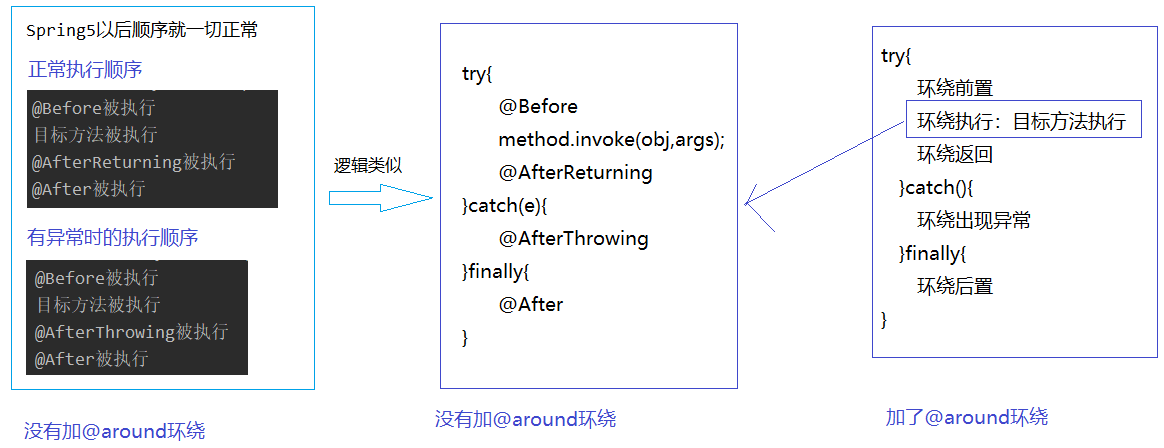 Spring5以后顺序就一切正常
正常执行顺序
@Before被执行
目标方法被执行
@AfterReturning被执行
@After被执行
有异常时的执行顺序
@Before被执行
目标方法被执行
@AfterThrowing被执行
@After被执行
没有加@around环绕
逻辑类似
try{
@Before
method.invoke(obj,args);
@AfterReturning
}catch(e){
@AfterThrowing
}finally{
@After
}
没有加@around环绕
try{
环绕前置
环绕执行：目标方法执行
环绕返回
}catch(){
环绕出现异常
}finally{
环绕后置
}
加了@around环绕